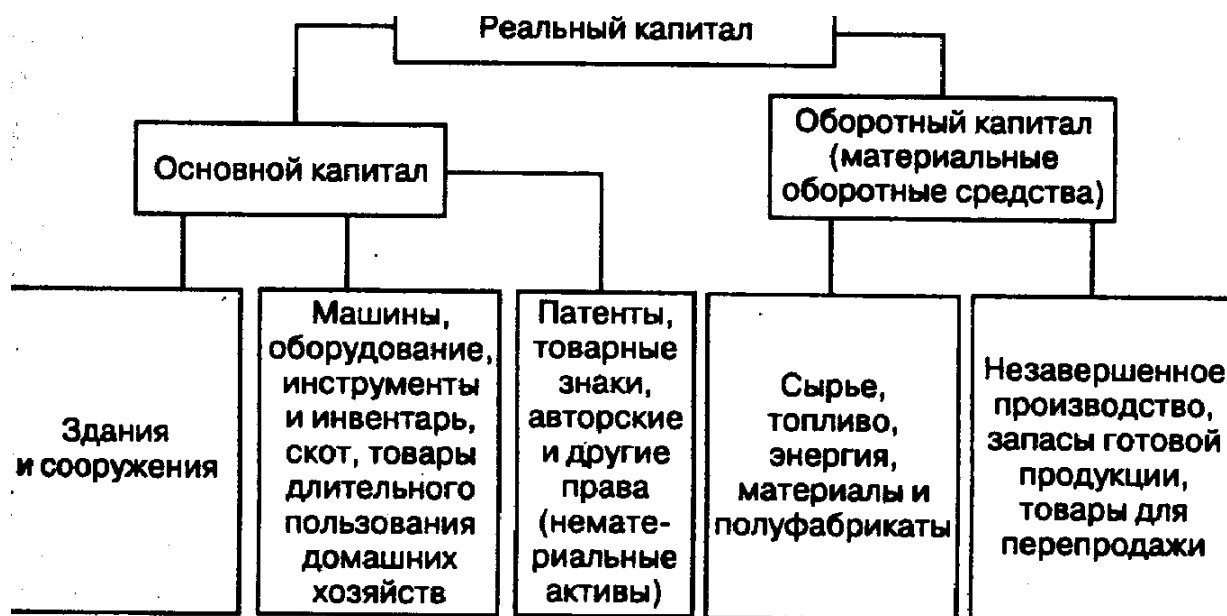 Реальный капитал
Основной капитал
Оборотный капитал
(материальные
оборотные средства)
Здания
и сооружения
Машины,
оборудование,
инструменты
и инвентарь,
скот, товары
длительного
пользования
домашних
хозяйств
Патенты,
товарные
знаки,
авторские
и другие
права
(немате-
риальные
активы)
Сырье,
топливо,
энергия,
материалы и
полуфабрикаты
Незавершенное
производство,
запасы готовой
продукции,
товары для
перепродажи